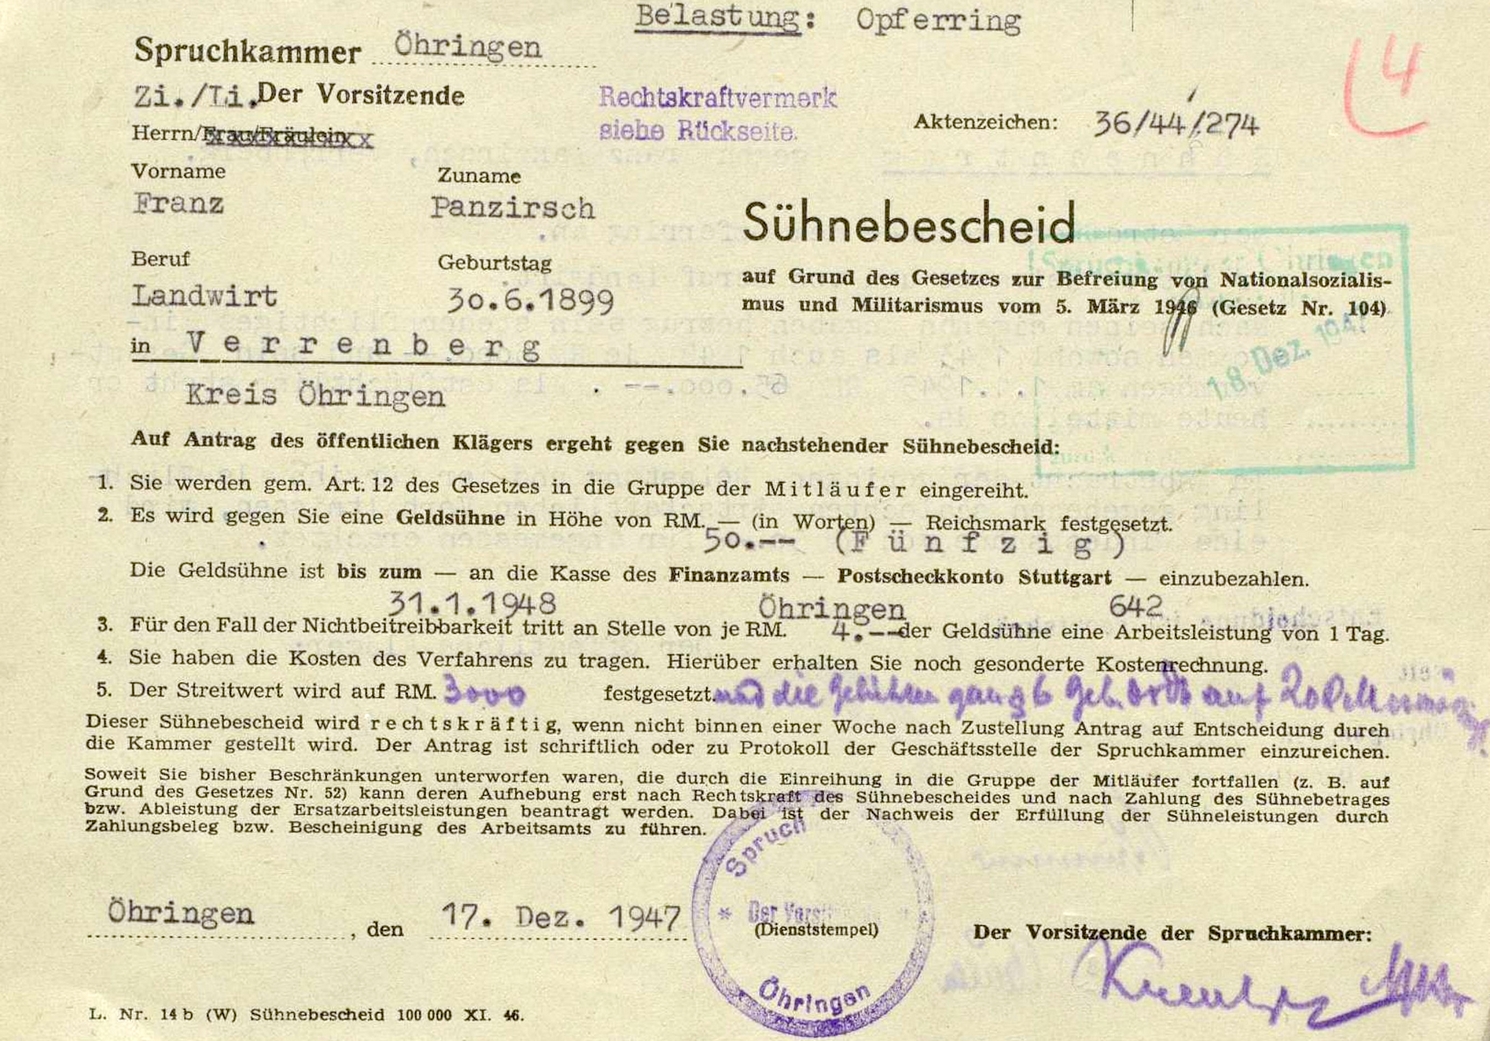 Belastung: Opferring
Spruchkammer Öhringen
Zi./Li. Der Vorsitzende
Rechtskraftvermerk
siehe Rückseite.
Aktenzeichen: 36/44/274
4
Herrn/Frau/Fräulein
Vorname Zuname
Franz Panzirsch
Beruf Geburtstag
Landwirt 30.6.1899
in Verrenberg
Kreis Öhringen
Sühnebescheid
auf Grund des Gesetzes zur Befreiung von Nationalsozialis-
mus und Militarismus vom 5. März 1946 (Gesetz Nr. 104)
18. Dez. 1947
Auf Antrag des öffentlichen Klägers ergeht gegen Sie nachstehender Sühnebescheid:
1. Sie werden gem. Art. 12 des Gesetzes in die Gruppe der Mitläufer eingereiht.
2. Es wird gegen Sie eine Geldsühne in Höhe von RM. — (in Worten) — Reichsmark festgesetzt.
50.-- (Fünfzig)
Die Geldsühne ist bis zum — an die Kasse des Finanzamts — Postscheckkonto Stuttgart — einzubezahlen.
31.1.1948 Öhringen 642
3. Für den Fall der Nichtbeitreibbarkeit tritt an Stelle von je RM. 4.-- der Geldsühne eine Arbeitsleistung von 1 Tag.
4. Sie haben die Kosten des Verfahrens zu tragen. Hierüber erhalten Sie noch gesonderte Kostenrechnung.
5. Der Streitwert wird auf RM. 3000 festgesetzt und die Gebühren auf 20
Dieser Sühnebescheid wird rechtskräftig, wenn nicht binnen einer Woche nach Zustellung Antrag auf Entscheidung durch
die Kammer gestellt wird. Der Antrag ist schriftlich oder zu Protokoll der Geschäftsstelle der Spruchkammer einzureichen.
Soweit Sie bisher Beschränkungen unterworfen waren, die durch die Einreihung in die Gruppe der Mitläufer fortfallen (z. B. auf
Grund des Gesetzes Nr. 52) kann deren Aufhebung erst nach Rechtskraft des Sühnebescheides und nach Zahlung des Sühnebetrages
bzw. Ableistung der Ersatzarbeitsleistungen beantragt werden. Dabei ist der Nachweis der Erfüllung der Sühneleistungen durch
Zahlungsbeleg bzw. Bescheinigung des Arbeitsamts zu führen.
Spruch
Der Vorsitzende
Öhringen, den 17. Dez. 1947
(Dienststempel)
Öhringen
Der Vorsitzende der Spruchkammer:
L. Nr. 14 b (W) Sühnebescheid 100 000 XI. 46.